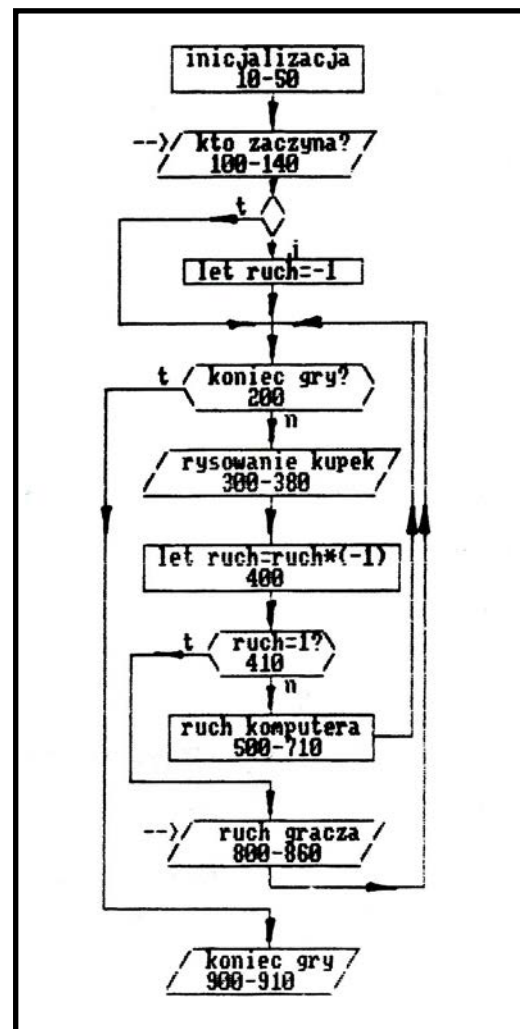 inicjalizacja
10-50
--> kto zaczyna?
100-140
t
j
let ruch=-1
t
koniec gry?
200
n
rysowanie kupek
300-380
let ruch=ruch*(-1)
400
t
ruch=1?
410
n
ruch komputera
500-710
--> ruch gracza
800-860
koniec gry
900-910